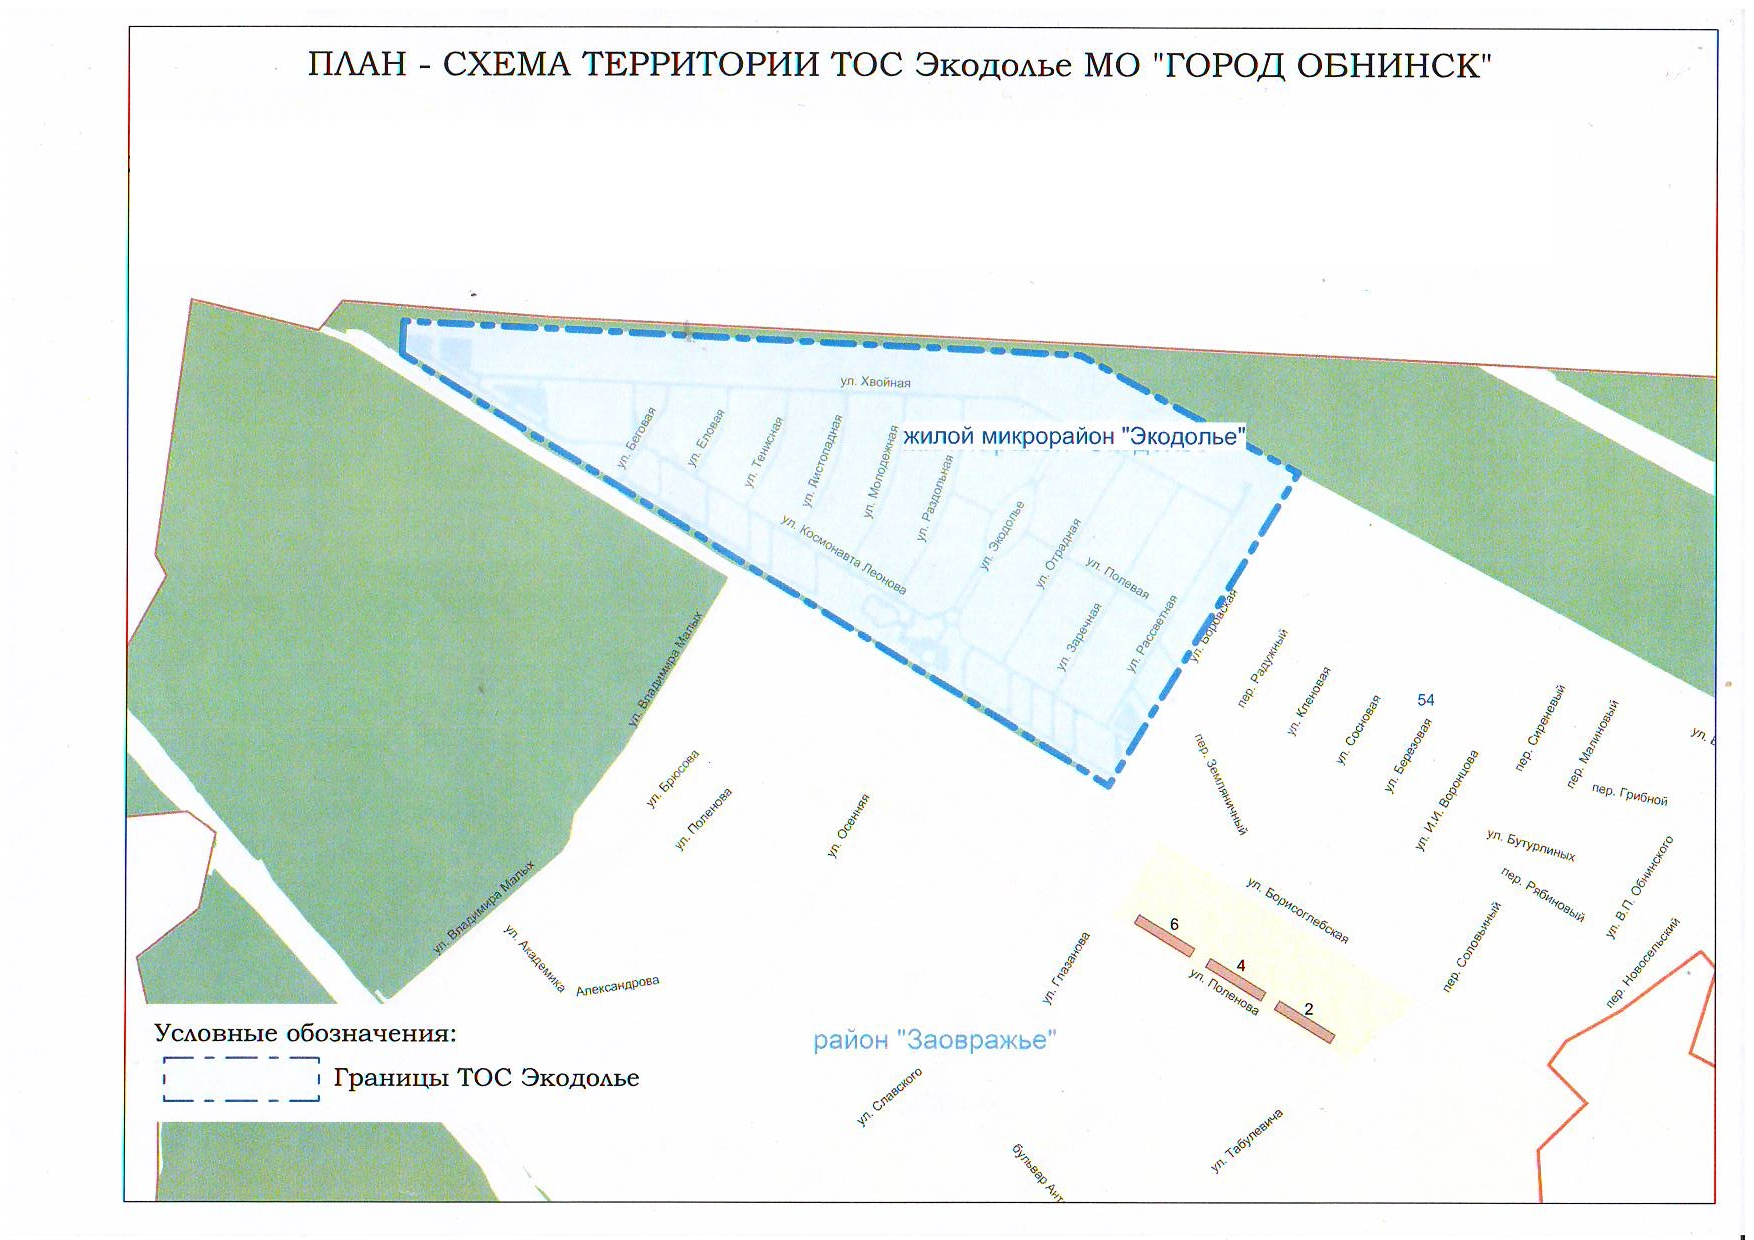 ПЛАН - СХЕМА ТЕРРИТОРИИ ТОС Экодолье МО "ГОРОД ОБНИНСК"
ул. Хвойная
жилой микрорайон "Экодолье"
ул. Беговая
ул. Еловая
ул. Тенисная
ул. Листопадная
ул. Молодежная
ул. Раздольная
ул. Экодолье
ул. Отрадная
ул. Полевая
ул. Космонавта Леонова
ул. Заречная
ул. Рассветная
ул. Боровская
пер. Радужный
ул. Кленовая
ул. Сосновая
54
ул. Березовая
ул. И.И. Воронцова
пер. Сиреневый
пер. Малиновый
ул.
пер. Грибной
пер. Земляничный
ул. Бутурлиных
пер. Рябиновый
ул. В.П. Обнинского
пер. Соловьиный
пер. Новосельский
ул. Владимира Малых
ул. Брюсова
ул. Поленова
ул. Осенняя
ул. Владимира Малых
ул. Академика
Александрова
ул. Борисоглебская
6
4
2
ул. Поленова
ул. Глазанова
район "Заовражье"
ул. Славского
ул. Табулевича
бульвар Ант
Условные обозначения:
Границы ТОС Экодолье